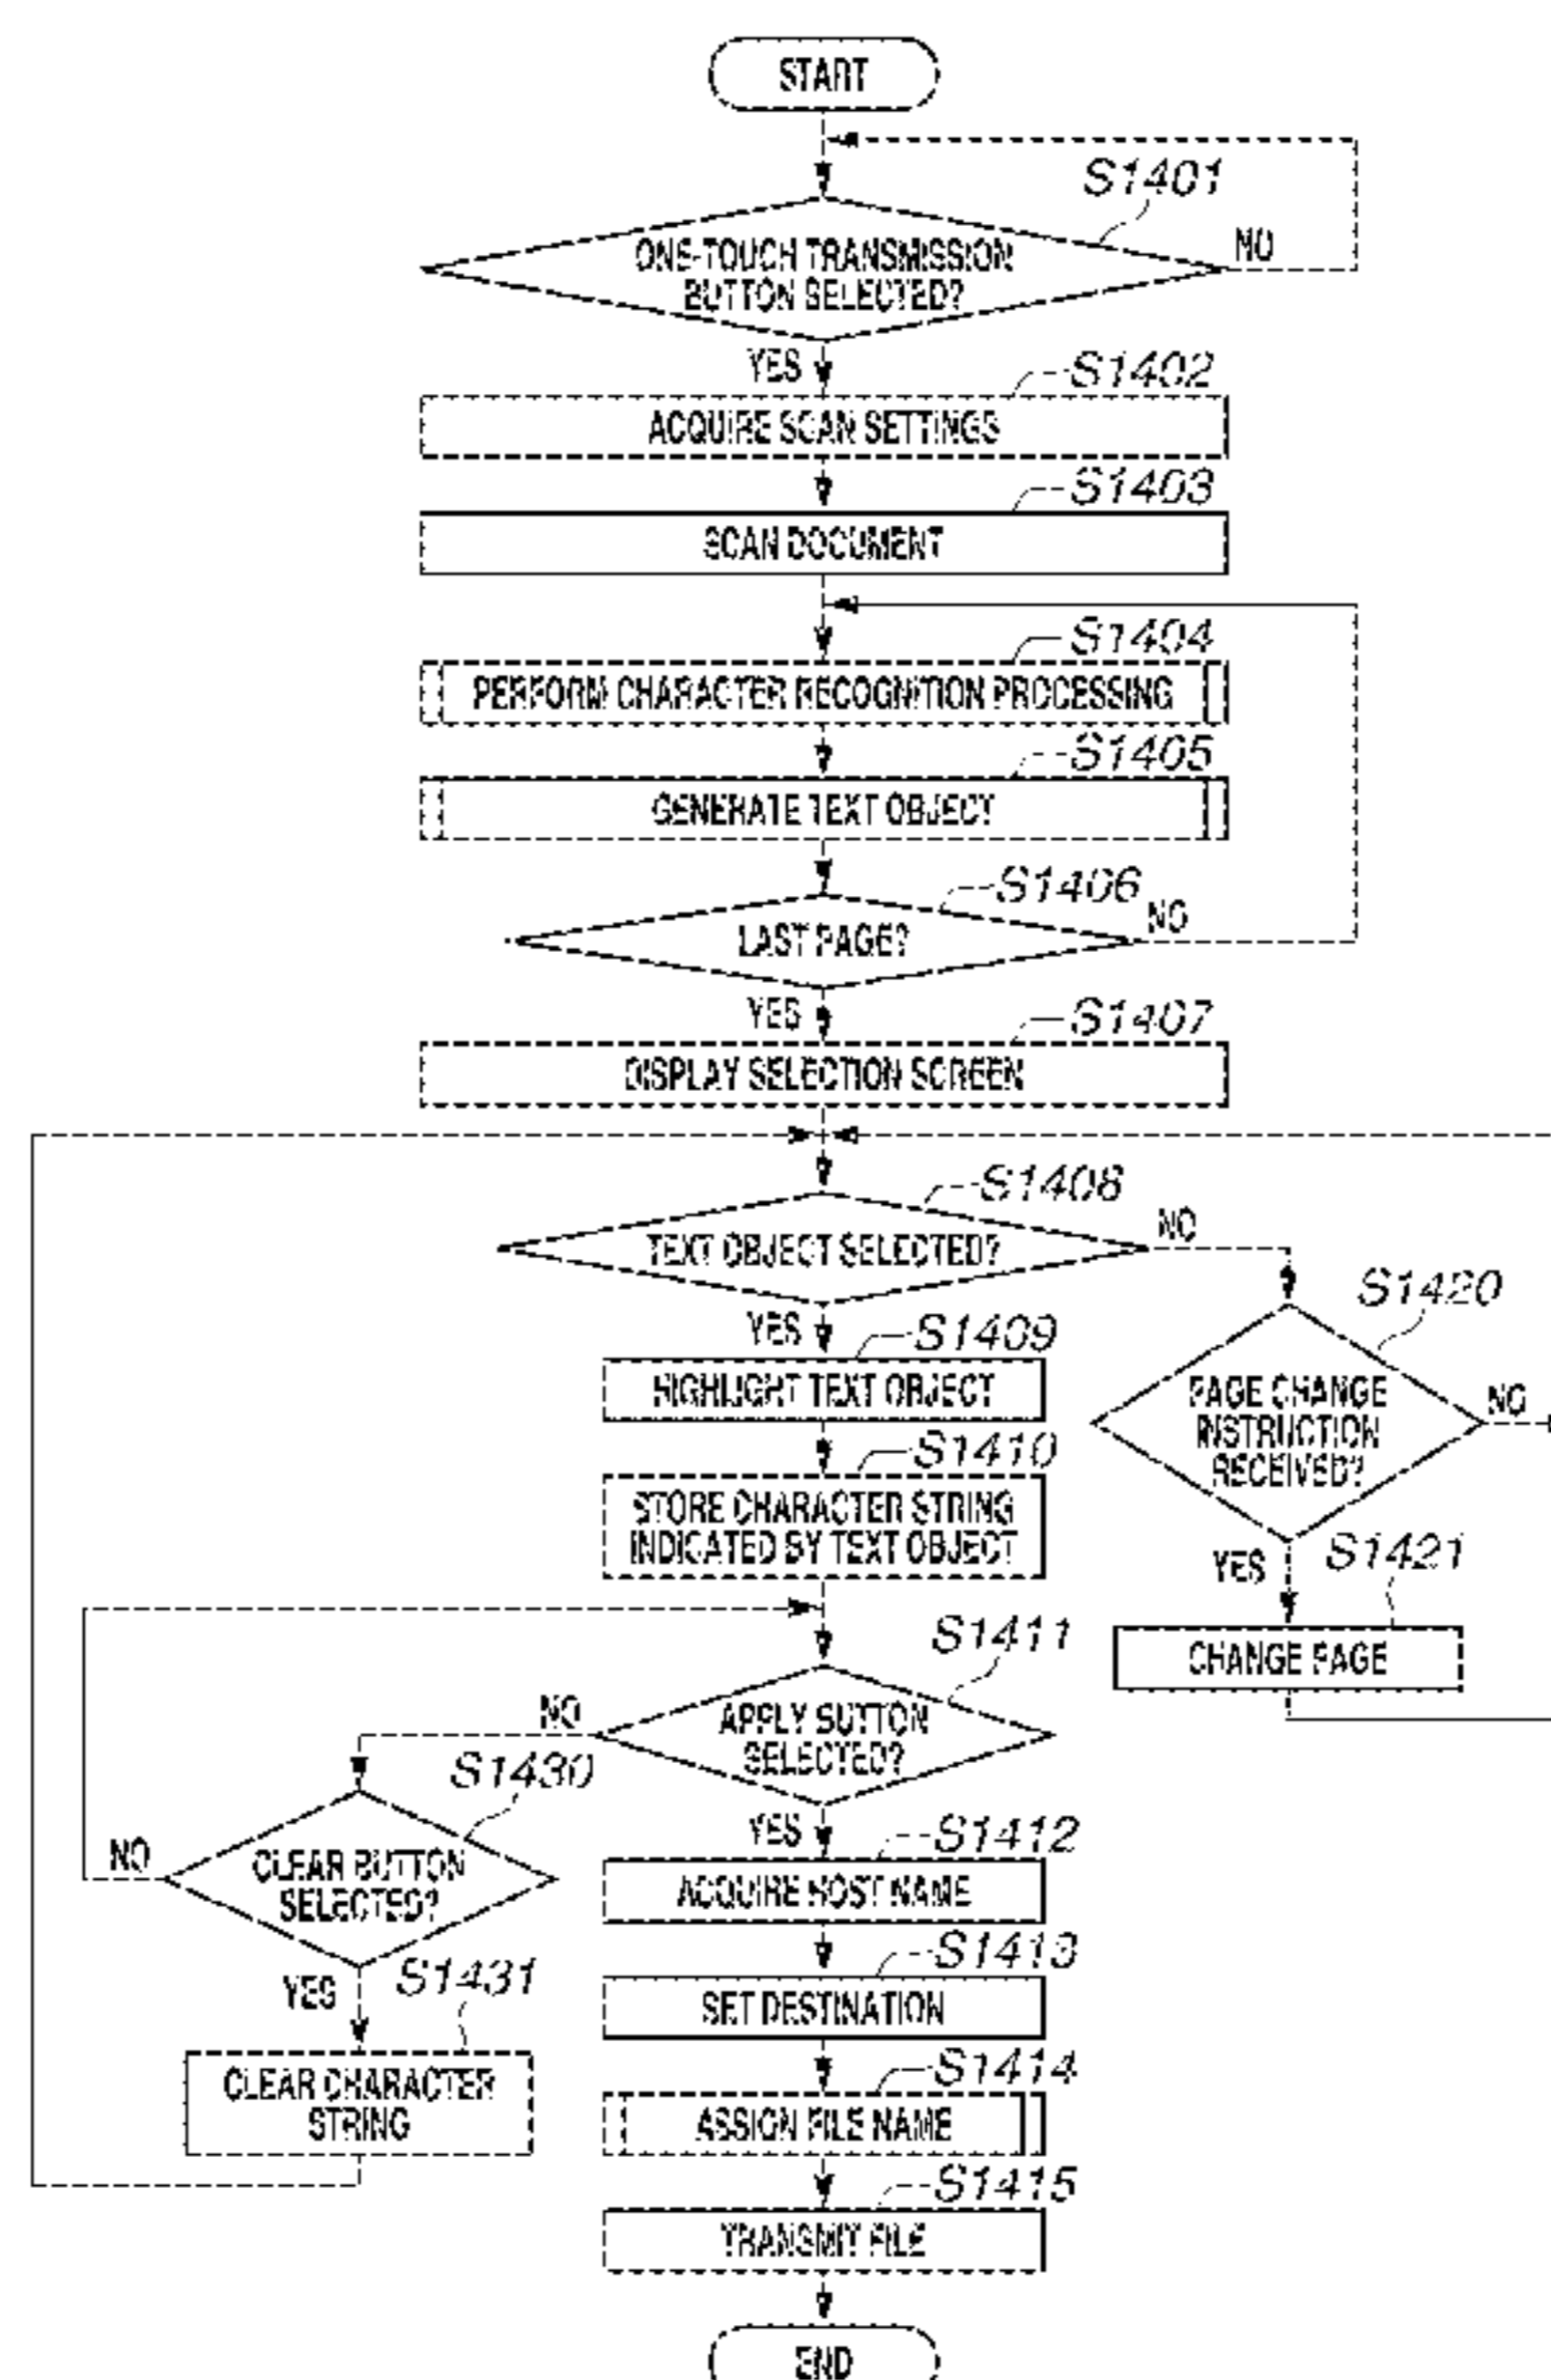 START
S1401
ONE-TOUCH TRANSMISSION
BUTTON SELECTED?
NO
YES
S1402
ACQUIRE SCAN SETTINGS
S1403
SCAN DOCUMENT
S1404
PERFORM CHARACTER RECOGNITION PROCESSING
S1405
GENERATE TEXT OBJECT
S1406
LAST PAGE?
NO
YES
S1407
DISPLAY SELECTION SCREEN
S1408
TEXT OBJECT SELECTED?
NO
YES
S1409
HIGHLIGHT TEXT OBJECT
S1420
PAGE CHANGE
INSTRUCTION
RECEIVED?
NO
YES
S1421
CHANGE PAGE
S1410
STORE CHARACTER STRING
INDICATED BY TEXT OBJECT
S1411
APPLY BUTTON
SELECTED?
NO
YES
S1430
CLEAR BUTTON
SELECTED?
NO
YES
S1431
CLEAR CHARACTER
STRING
S1412
ACQUIRE HOST NAME
S1413
SET DESTINATION
S1414
ASSIGN FILE NAME
S1415
TRANSMIT FILE
END